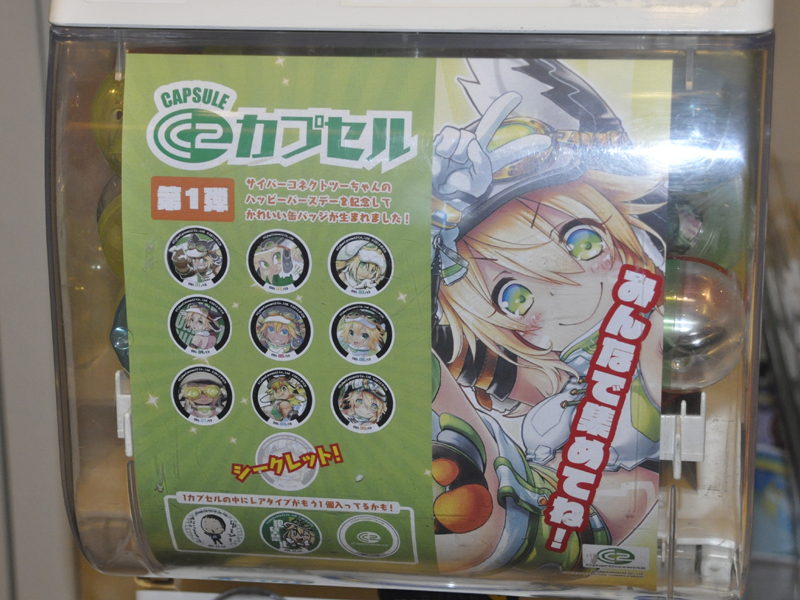 CAPSULE
CC2カプセル
第1弾
サイバーコネクトツーちゃんの
ハッピーバースデーを記念して
かわいい缶バッジが生まれました!
シークレット!
1カプセルの中にレアタイプがもう1個入ってるかも!
みんなで集めてね!
CC2